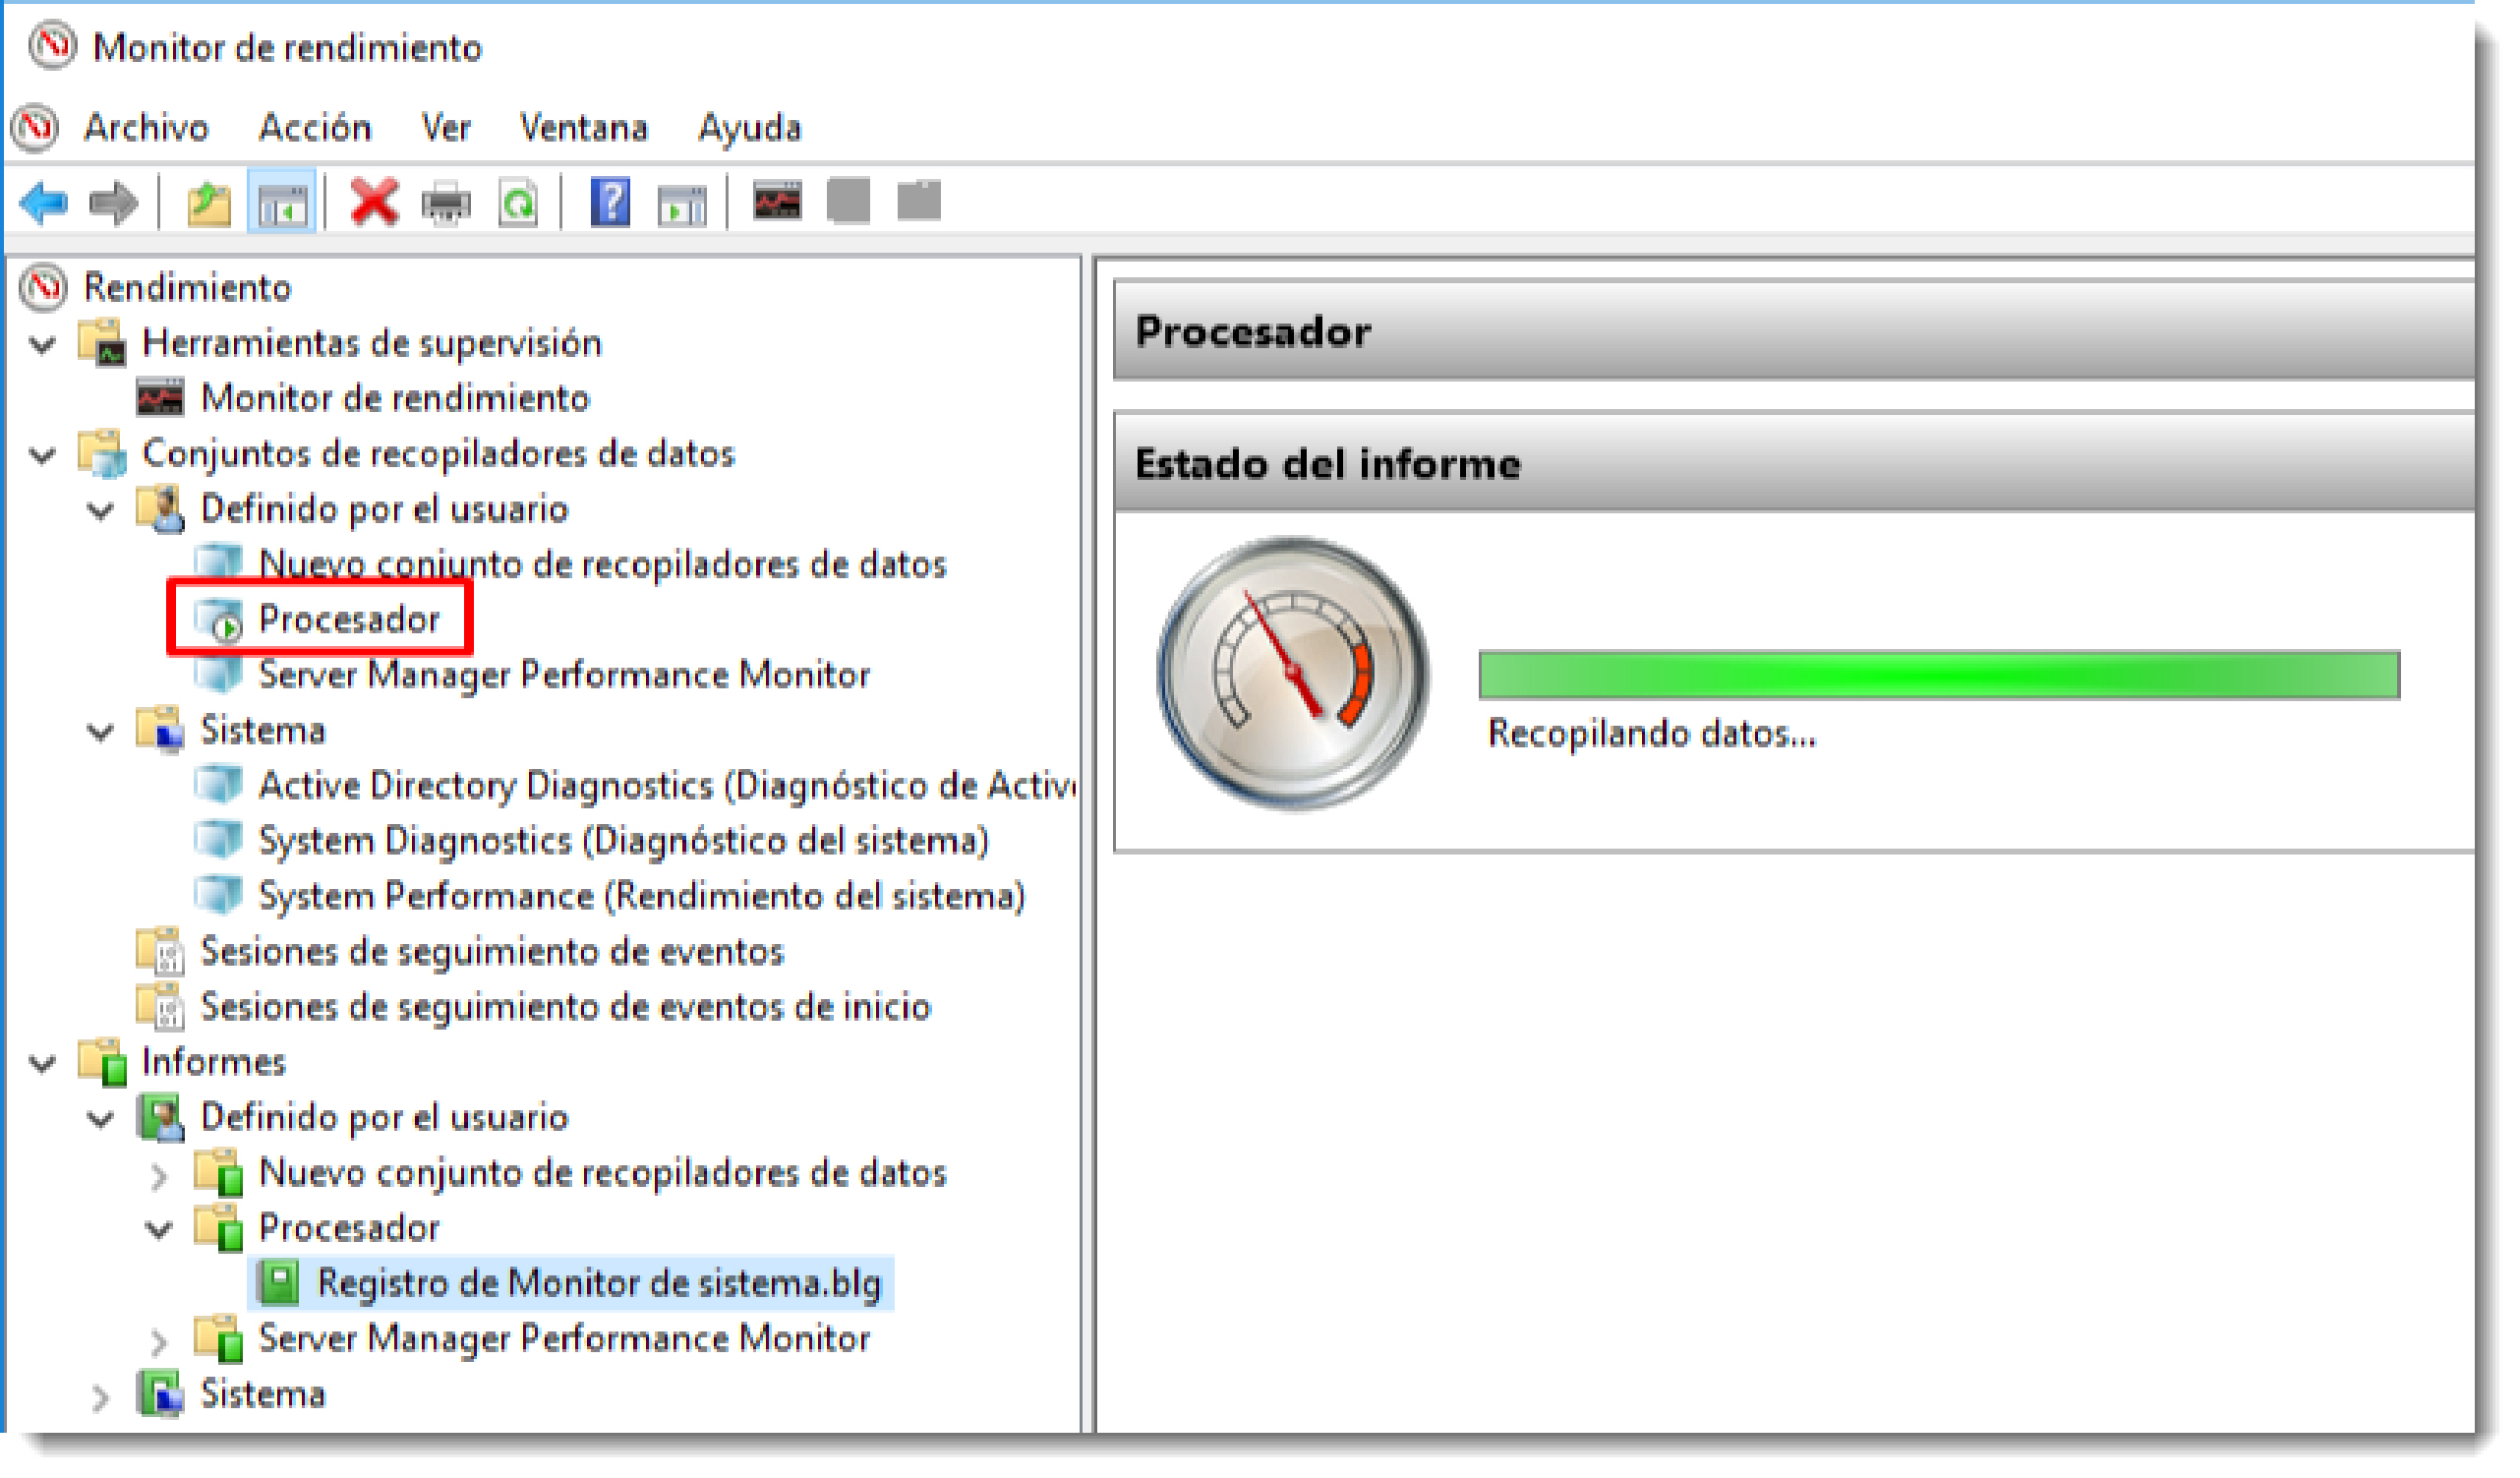 Monitor de rendimiento
Archivo Acción Ver Ventana Ayuda
Rendimiento
Herramientas de supervisión
Monitor de rendimiento
Conjuntos de recopiladores de datos
Definido por el usuario
Nuevo conjunto de recopiladores de datos
Procesador
Server Manager Performance Monitor
Sistema
Active Directory Diagnostics (Diagnóstico de Active
System Diagnostics (Diagnóstico del sistema)
System Performance (Rendimiento del sistema)
Sesiones de seguimiento de eventos
Sesiones de seguimiento de eventos de inicio
Informes
Definido por el usuario
Nuevo conjunto de recopiladores de datos
Procesador
Registro de Monitor de sistema.blg
Server Manager Performance Monitor
Sistema
Procesador
Estado del informe
Recopilando datos...